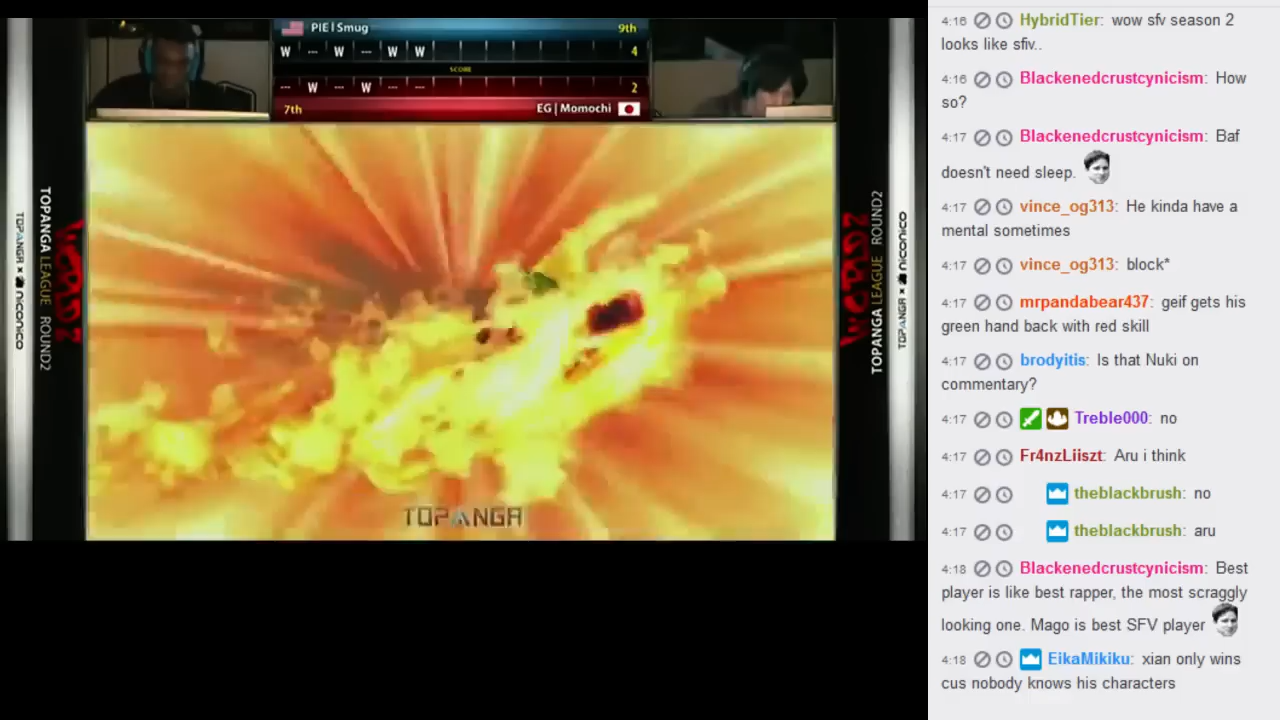 PIE | Smug 9th
W --- W --- W W 4
SCORE
--- W --- W --- --- 2
7th EG | Momochi
TOPANGA × niconico
TOPANGA LEAGUE ROUND2
WORLD 2
WORLD 2
TOPANGA LEAGUE ROUND2
TOPANGA × niconico
TOPANGA
4:16 HybridTier: wow sfv season 2
looks like sfiv..
4:16 Blackenedcrustcynicism: How
so?
4:17 Blackenedcrustcynicism: Baf
doesn't need sleep.
4:17 vince_og313: He kinda have a
mental sometimes
4:17 vince_og313: block*
4:17 mrpandabear437: geif gets his
green hand back with red skill
4:17 brodyitis: Is that Nuki on
commentary?
4:17 Treble000: no
4:17 Fr4nzLiiszt: Aru i think
4:17 theblackbrush: no
4:17 theblackbrush: aru
4:18 Blackenedcrustcynicism: Best
player is like best rapper, the most scraggly
looking one. Mago is best SFV player
4:18 EikaMikiku: xian only wins
cus nobody knows his characters